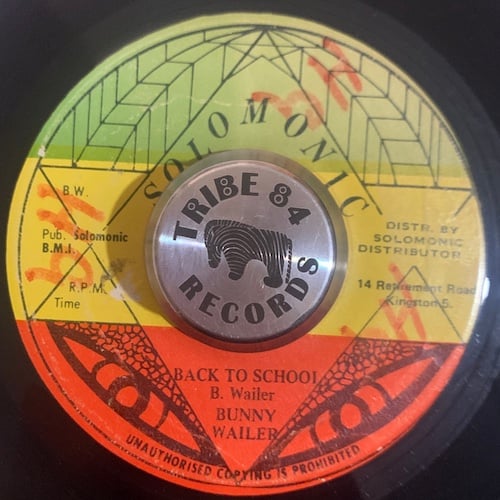 SOLOMONIC
TRIBE 84
RECORDS
B.W.
Pub. Solomonic
B.M.I.
R.P.M.
Time
DISTR. BY
SOLOMONIC
DISTRIBUTOR
14 Retirement Road
Kingston 5.
BACK TO SCHOOL
B. Wailer
BUNNY
WAILER
UNAUTHORISED COPYING IS PROHIBITED